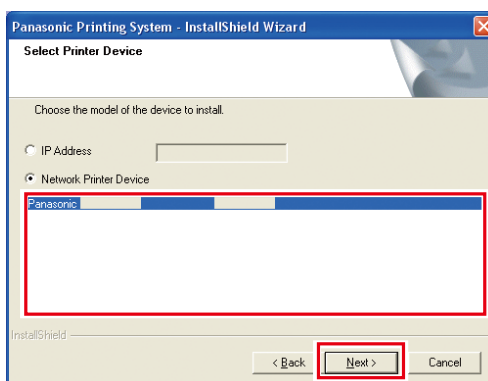 Panasonic Printing System - InstallShield Wizard
Select Printer Device
Choose the model of the device to install.
IP Address
Network Printer Device
Panasonic
InstallShield
< Back Next > Cancel